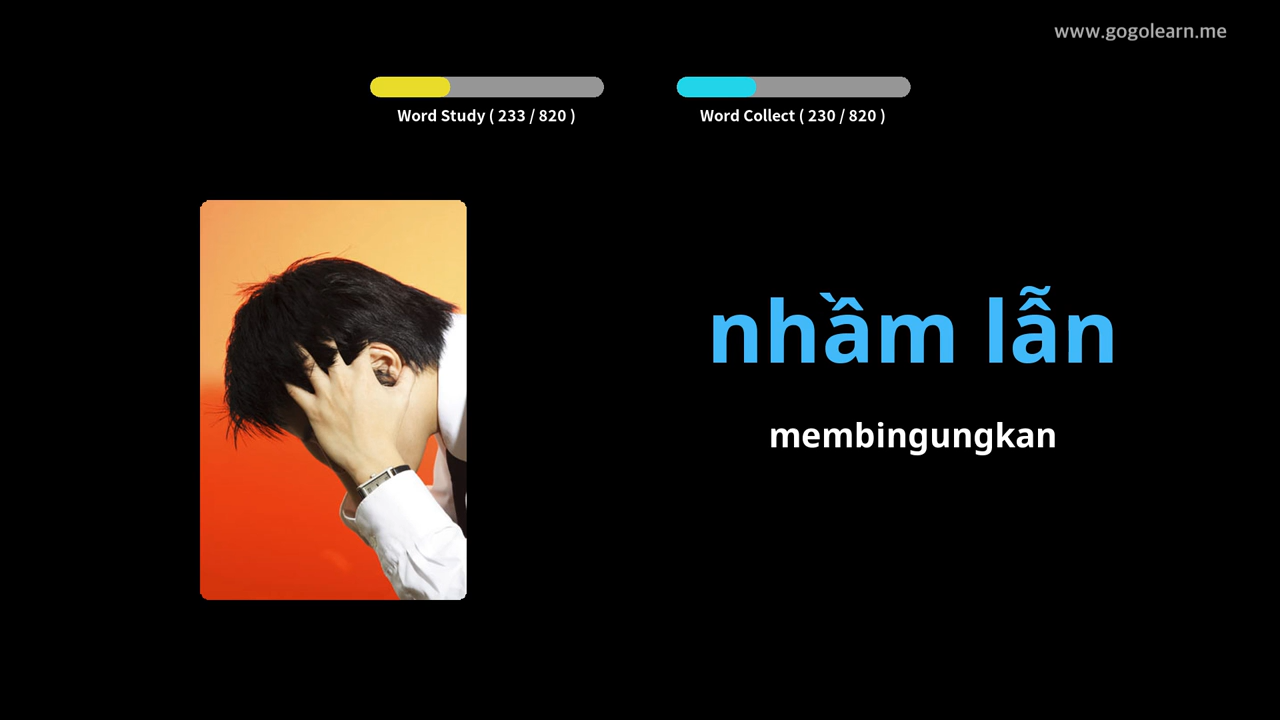 www.gogolearn.me
Word Study ( 233 / 820 )
Word Collect ( 230 / 820 )
nhầm lẫn
membingungkan